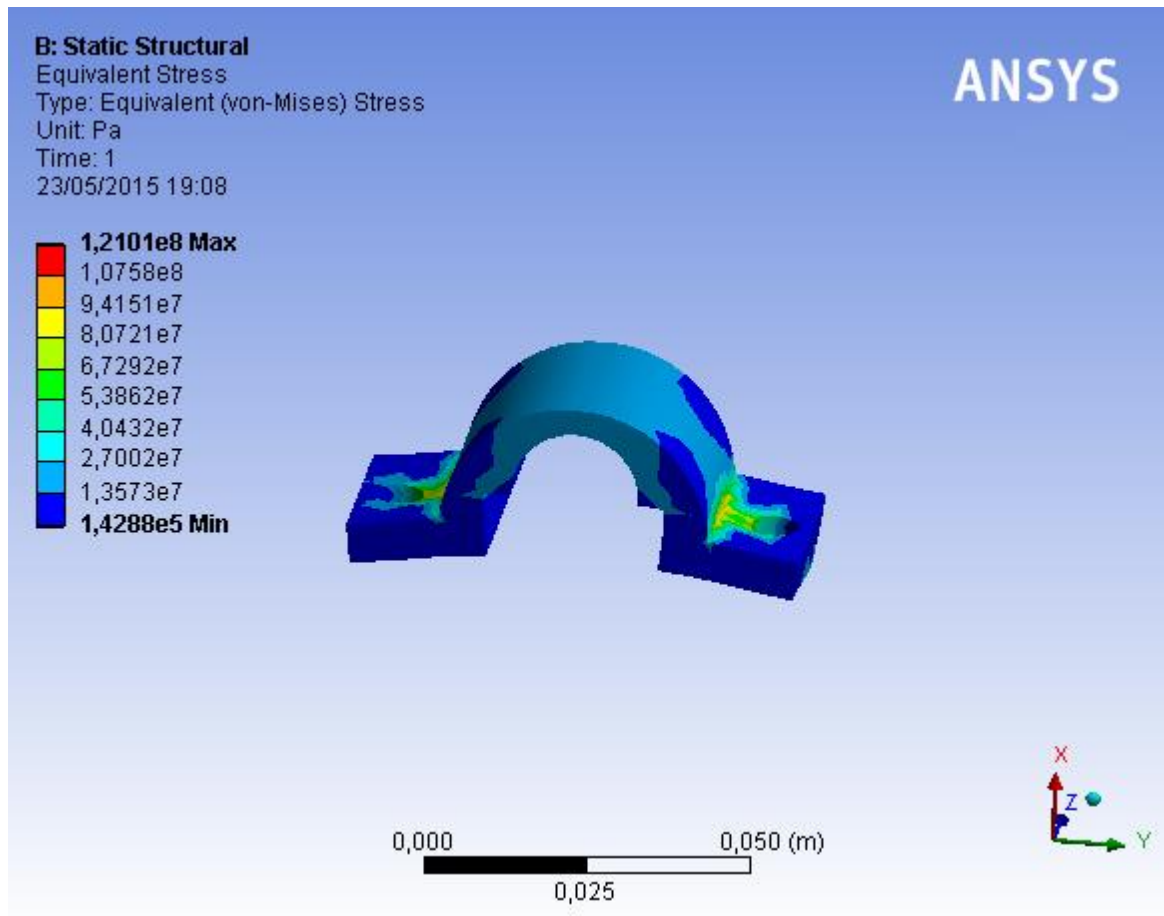 B: Static Structural
Equivalent Stress
Type: Equivalent (von-Mises) Stress
Unit: Pa
Time: 1
23/05/2015 19:08
ANSYS
1,2101e8 Max
1,0758e8
9,4151e7
8,0721e7
6,7292e7
5,3862e7
4,0432e7
2,7002e7
1,3573e7
1,4288e5 Min
X
Z
Y
0,000
0,050 (m)
0,025